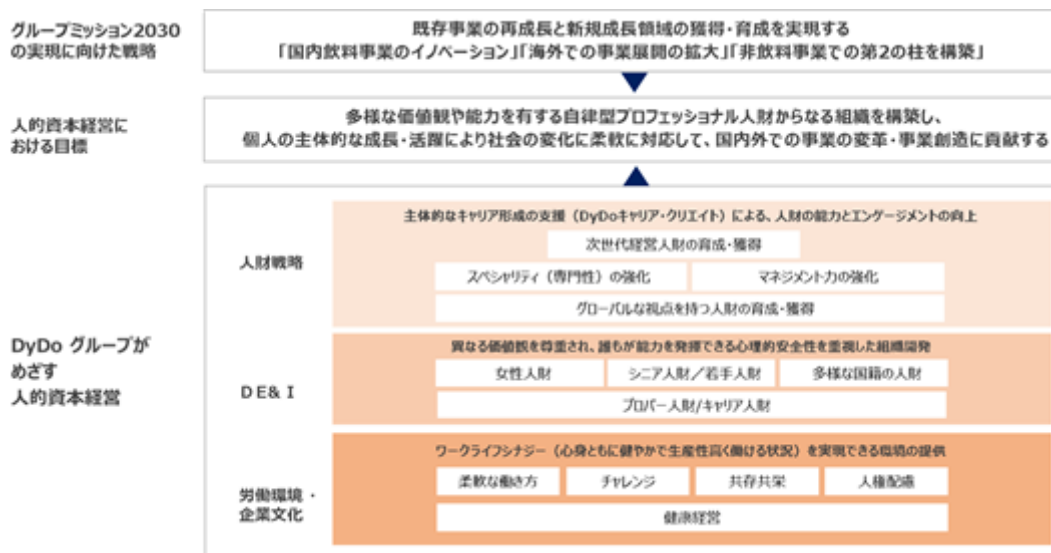 グループミッション2030
の実現に向けた戦略
既存事業の再成長と新規成長領域の獲得・育成を実現する
「国内飲料事業のイノベーション」「海外での事業展開の拡大」「非飲料事業での第2の柱を構築」
人的資本経営に
おける目標
多様な価値観や能力を有する自律型プロフェッショナル人財からなる組織を構築し、
個人の主体的な成長・活躍により社会の変化に柔軟に対応して、国内外での事業の変革・事業創造に貢献する
DyDo グループが
めざす
人的資本経営
人財戦略
主体的なキャリア形成の支援（DyDoキャリア・クリエイト）による、人財の能力とエンゲージメントの向上
次世代経営人財の育成・獲得
スペシャリティ（専門性）の強化
マネジメント力の強化
グローバルな視点を持つ人財の育成・獲得
DE&I
異なる価値観を尊重され、誰もが能力を発揮できる心理的安全性を重視した組織開発
女性人財
シニア人財／若手人財
多様な国籍の人財
プロパー人財/キャリア人財
労働環境・
企業文化
ワークライフシナジー（心身ともに健やかで生産性高く働ける状況）を実現できる環境の提供
柔軟な働き方
チャレンジ
共存共栄
人権配慮
健康経営